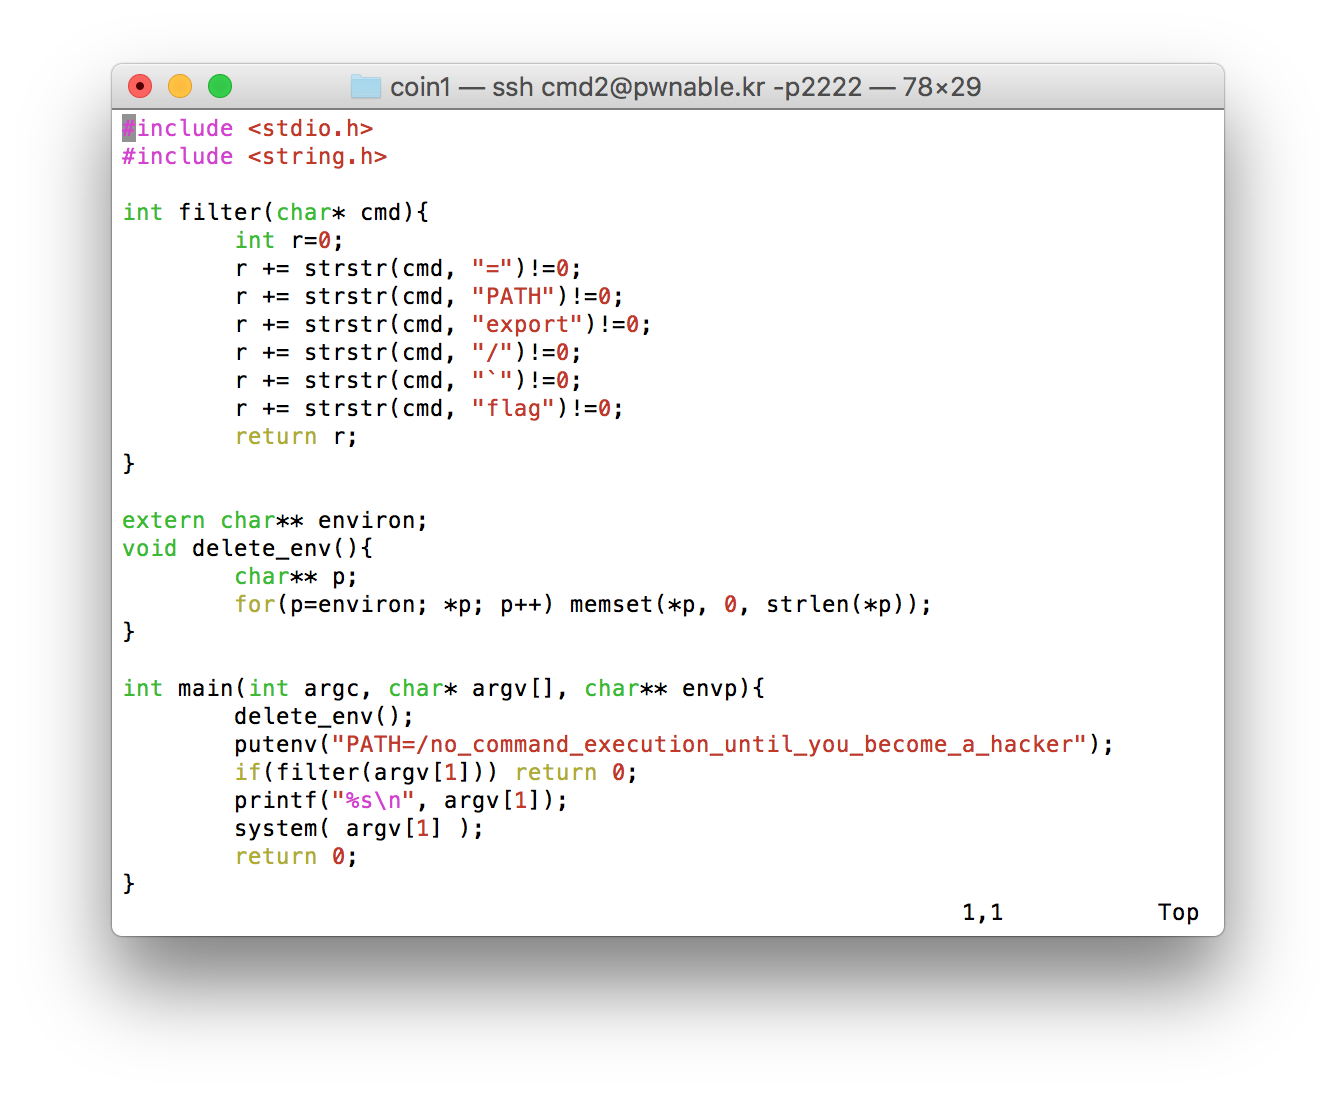 coin1 — ssh cmd2@pwnable.kr -p2222 — 78×29
#include <stdio.h>
#include <string.h>

int filter(char* cmd){
        int r=0;
        r += strstr(cmd, "=")!=0;
        r += strstr(cmd, "PATH")!=0;
        r += strstr(cmd, "export")!=0;
        r += strstr(cmd, "/")!=0;
        r += strstr(cmd, "`")!=0;
        r += strstr(cmd, "flag")!=0;
        return r;
}

extern char** environ;
void delete_env(){
        char** p;
        for(p=environ; *p; p++) memset(*p, 0, strlen(*p));
}

int main(int argc, char* argv[], char** envp){
        delete_env();
        putenv("PATH=/no_command_execution_until_you_become_a_hacker");
        if(filter(argv[1])) return 0;
        printf("%s\n", argv[1]);
        system( argv[1] );
        return 0;
}
1,1 Top